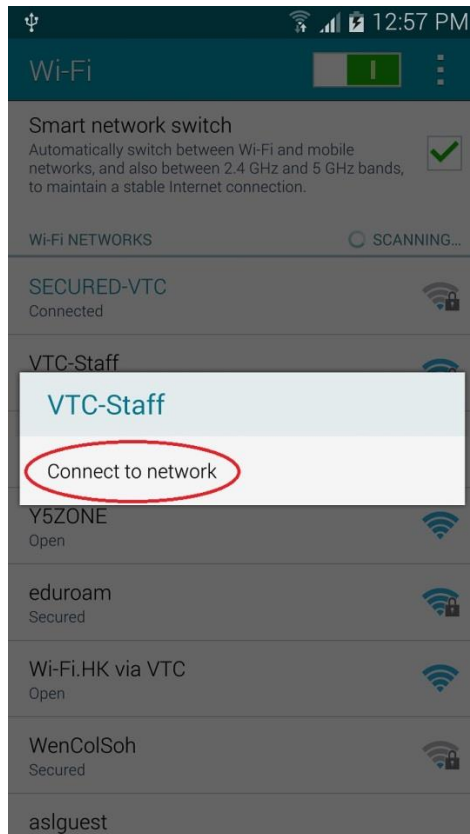 12:57 PM
Wi-Fi
Smart network switch
Automatically switch between Wi-Fi and mobile
networks, and also between 2.4 GHz and 5 GHz bands,
to maintain a stable Internet connection.
Wi-Fi NETWORKS
SCANNING...
SECURED-VTC
Connected
VTC-Staff
VTC-Staff
Connect to network
Y5ZONE
Open
eduroam
Secured
Wi-Fi.HK via VTC
Open
WenColSoh
Secured
aslguest